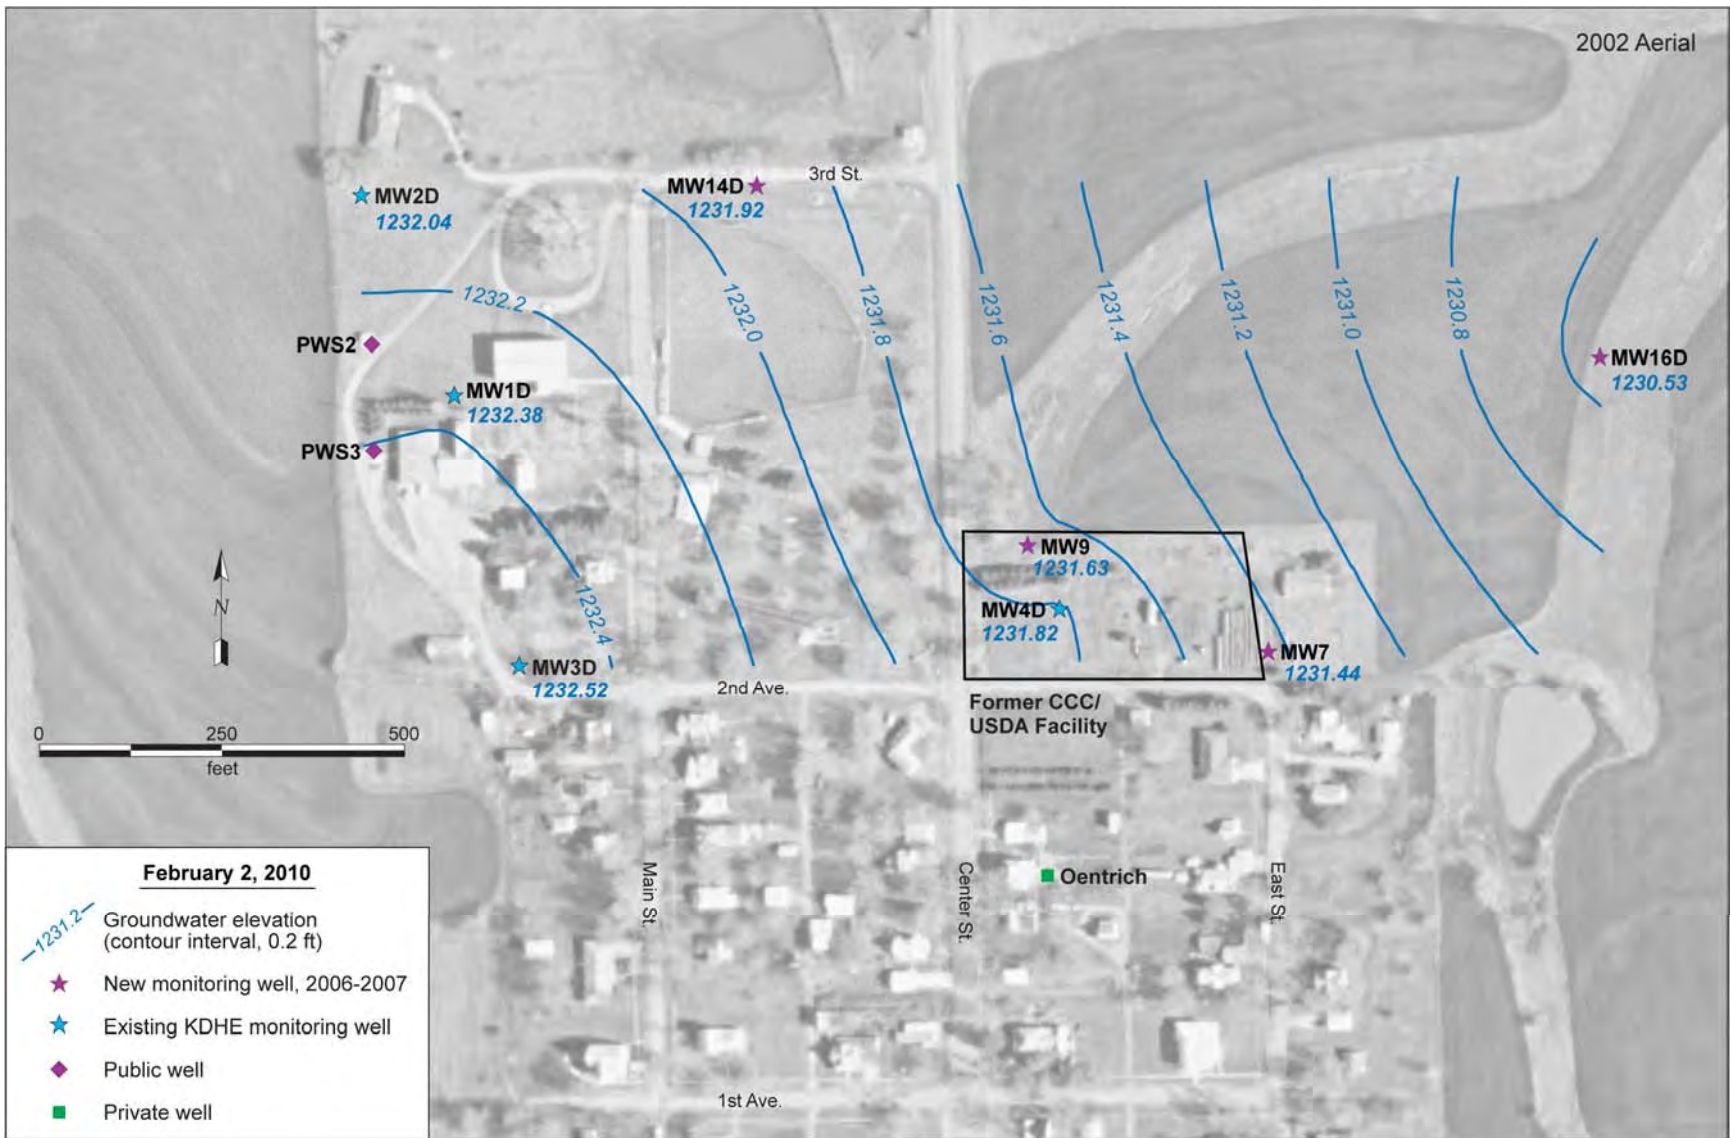 2002 Aerial
3rd St.
MW2D
1232.04
MW14D
1231.92
1232.2
1232.0
1231.8
1231.6
1231.4
1231.2
1231.0
1230.8
PWS2
MW16D
1230.53
MW1D
1232.38
PWS3
MW9
1231.63
N
1232.4
MW4D
1231.82
MW3D
1232.52
MW7
1231.44
2nd Ave.
Former CCC/
USDA Facility
0 250 500
feet
Main St.
Center St.
East St.
Oentrich
1st Ave.
February 2, 2010
1231.2
Groundwater elevation
(contour interval, 0.2 ft)
New monitoring well, 2006-2007
Existing KDHE monitoring well
Public well
Private well